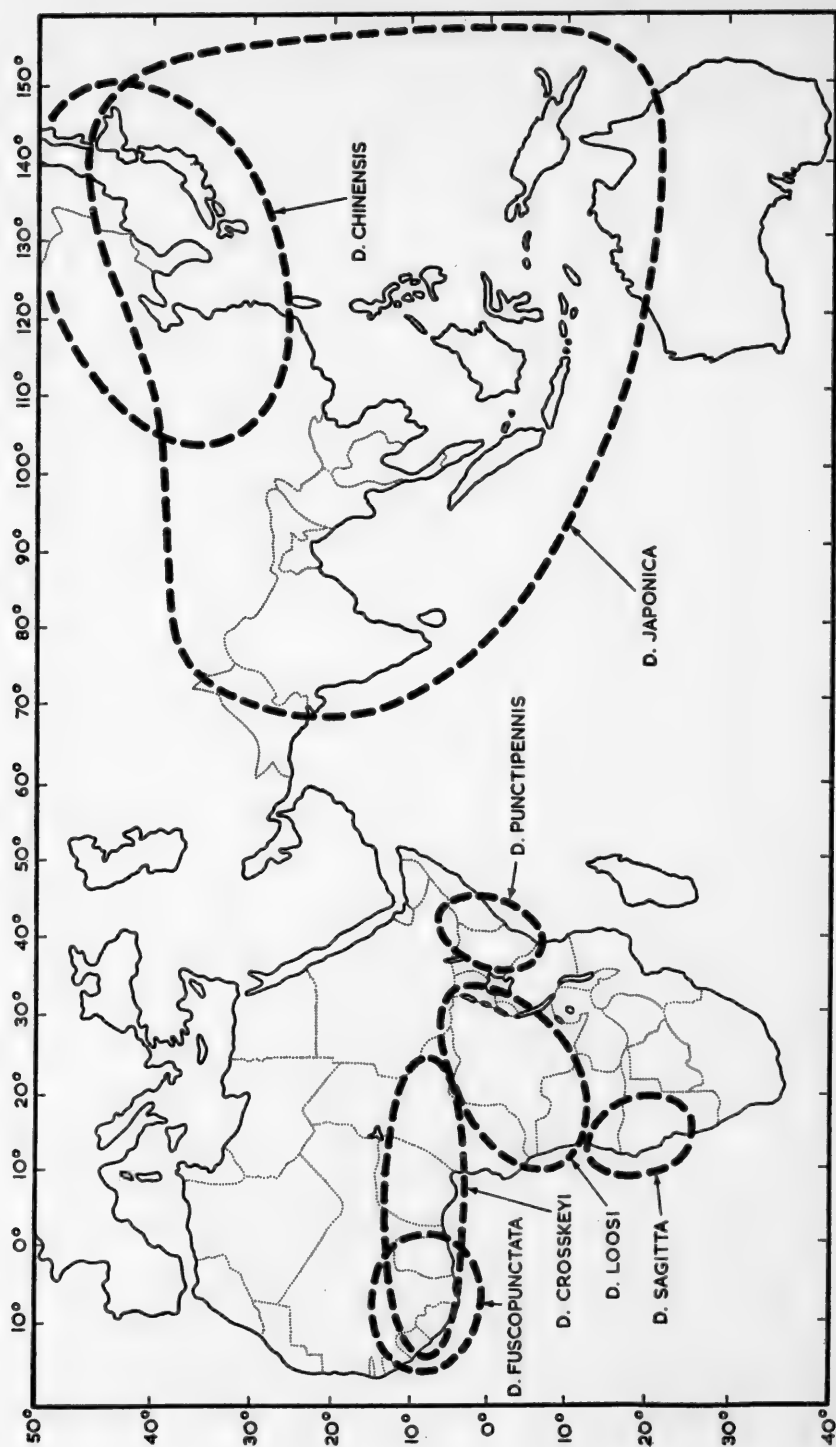 10° 0° 10° 20° 30° 40° 50° 60° 70° 80° 90° 100° 110° 120° 130° 140° 150°
50°
40°
30°
20°
D. CHINENSIS
10°
0°
D. FUSCOPUNCTATA
D. PUNCTIPENNIS
D. CROSSKEYI
10°
D. LOOSI
20°
D. JAPONICA
D. SAGITTA
30°
40°